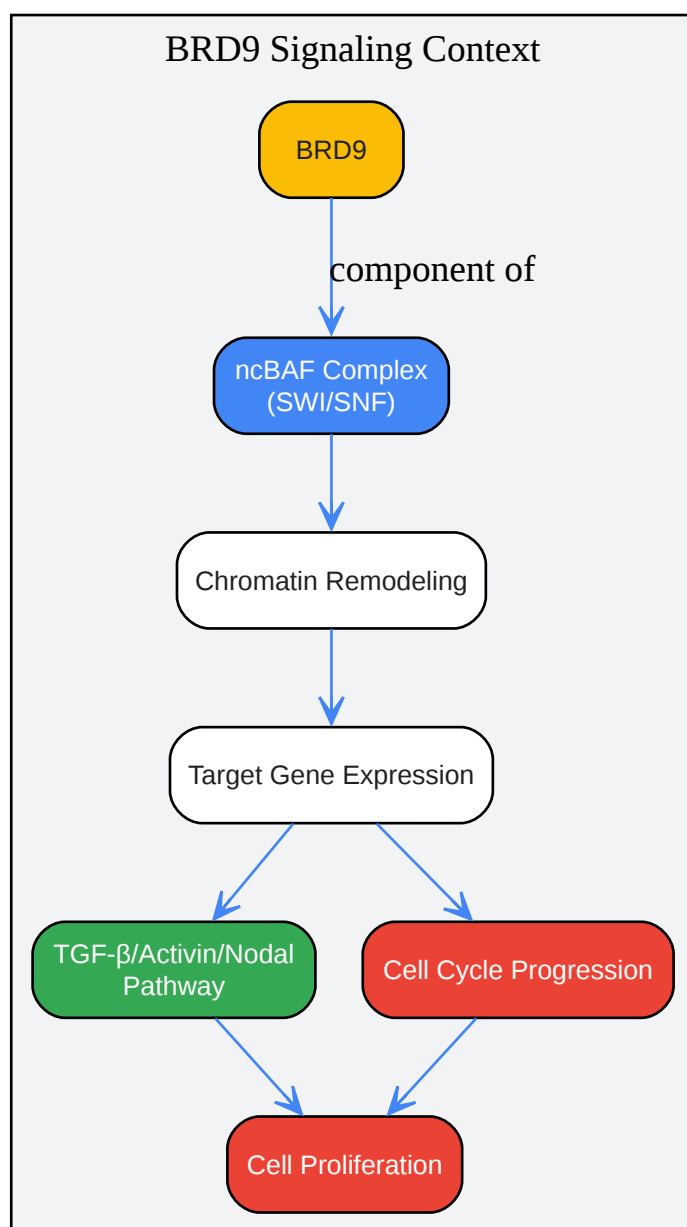 BRD9 Signaling Context
BRD9
component of
ncBAF Complex
(SWI/SNF)
Chromatin Remodeling
Target Gene Expression
TGF-β/Activin/Nodal
Pathway
Cell Cycle Progression
Cell Proliferation